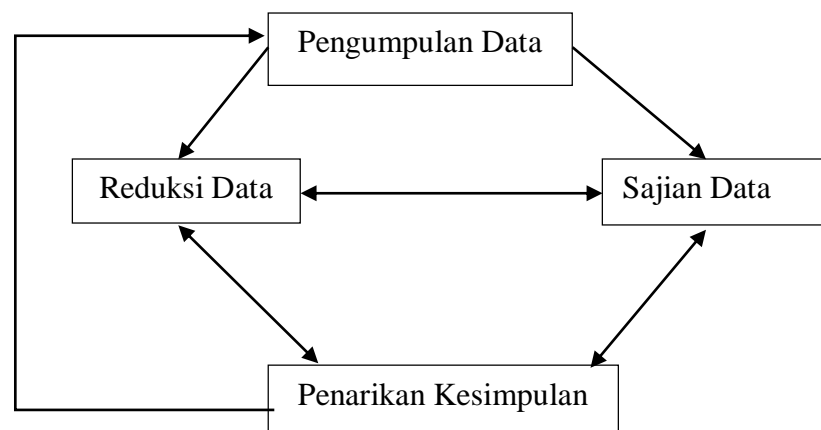 Pengumpulan Data
Reduksi Data
Sajian Data
Penarikan Kesimpulan